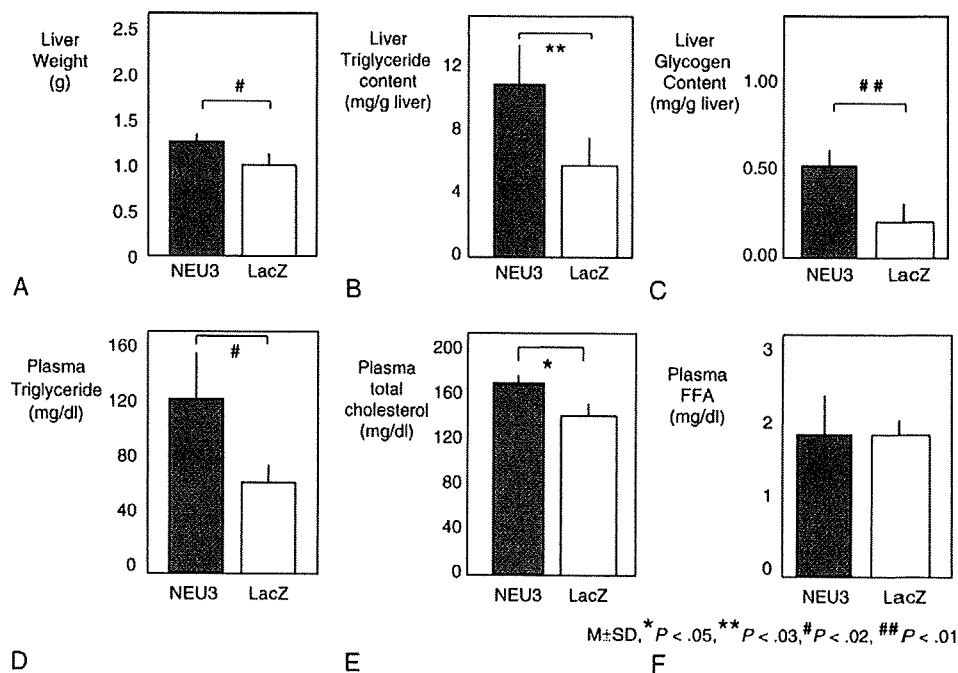 Liver
Weight
(g)
2.5
2.0
1.5
1.0
0.5
0
#
NEU3 LacZ
A
Liver
Triglyceride
content
(mg/g liver)
12
8
4
0
**
NEU3 LacZ
B
Liver
Glycogen
Content
(mg/g liver)
1.00
0.50
0.00
##
NEU3 LacZ
C
Plasma
Triglyceride
(mg/dl)
160
120
80
40
0
#
NEU3 LacZ
D
Plasma
total
cholesterol
(mg/dl)
200
160
120
80
40
0
*
NEU3 LacZ
E
Plasma
FFA
(mg/dl)
3
2
1
0
NEU3 LacZ
M±SD, *P < .05, **P < .03, #P < .02, ##P < .01
F